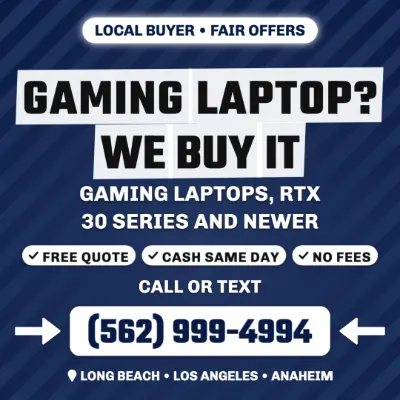 LOCAL BUYER • FAIR OFFERS
GAMING LAPTOP?
WE BUY IT
GAMING LAPTOPS, RTX
30 SERIES AND NEWER
✓ FREE QUOTE ✓ CASH SAME DAY ✓ NO FEES
CALL OR TEXT
(562) 999-4994
LONG BEACH • LOS ANGELES • ANAHEIM